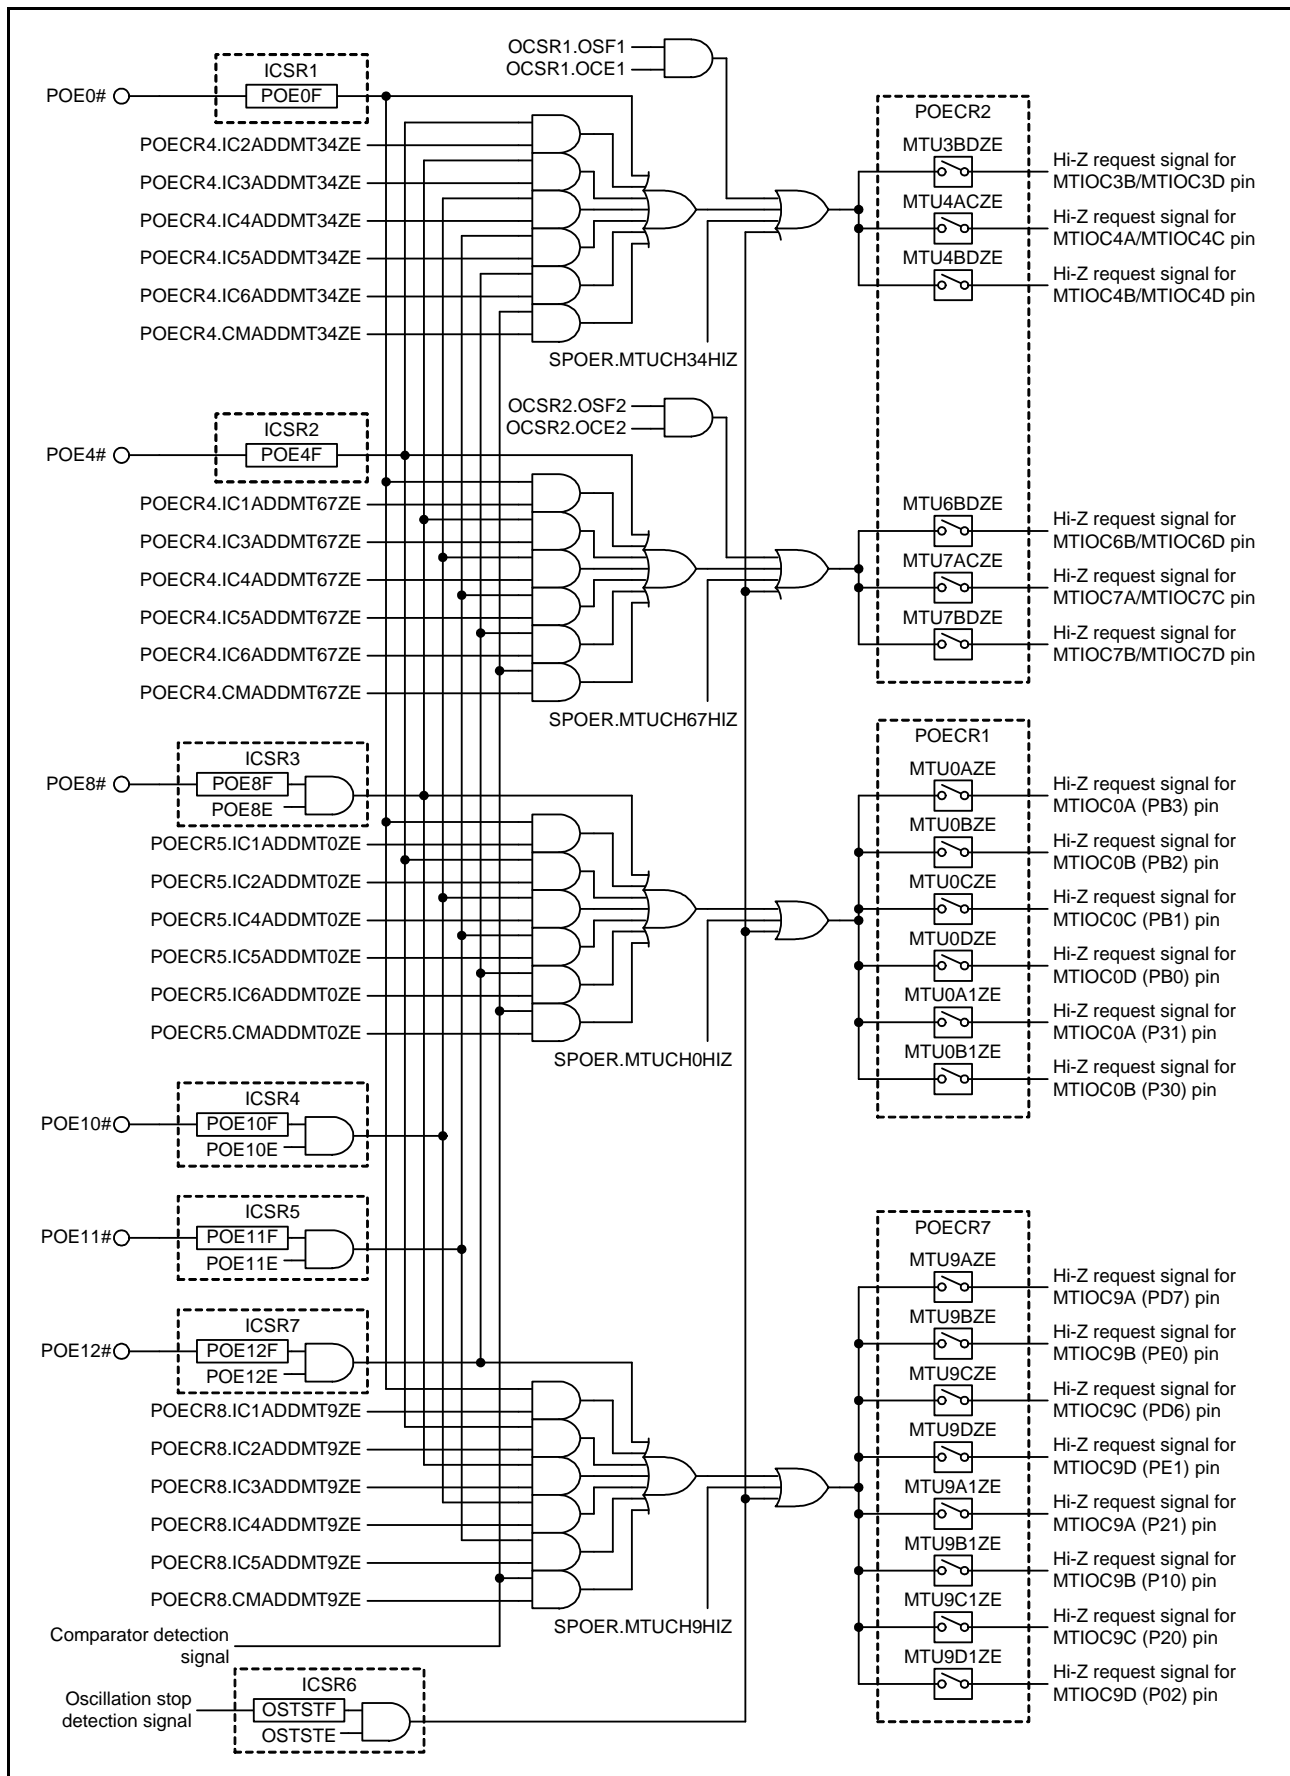 OCSR1.OSF1
OCSR1.OCE1
ICSR1
POE0#
POE0F
POECR4.IC2ADDMT34ZE
POECR4.IC3ADDMT34ZE
POECR4.IC4ADDMT34ZE
POECR4.IC5ADDMT34ZE
POECR4.IC6ADDMT34ZE
POECR4.CMADDMT34ZE
SPOER.MTUCH34HIZ
POECR2
MTU3BDZE
Hi-Z request signal for
MTIOC3B/MTIOC3D pin
MTU4ACZE
Hi-Z request signal for
MTIOC4A/MTIOC4C pin
MTU4BDZE
Hi-Z request signal for
MTIOC4B/MTIOC4D pin
OCSR2.OSF2
OCSR2.OCE2
ICSR2
POE4#
POE4F
POECR4.IC1ADDMT67ZE
POECR4.IC3ADDMT67ZE
POECR4.IC4ADDMT67ZE
POECR4.IC5ADDMT67ZE
POECR4.IC6ADDMT67ZE
POECR4.CMADDMT67ZE
SPOER.MTUCH67HIZ
MTU6BDZE
Hi-Z request signal for
MTIOC6B/MTIOC6D pin
MTU7ACZE
Hi-Z request signal for
MTIOC7A/MTIOC7C pin
MTU7BDZE
Hi-Z request signal for
MTIOC7B/MTIOC7D pin
ICSR3
POE8#
POE8F
POE8E
POECR5.IC1ADDMT0ZE
POECR5.IC2ADDMT0ZE
POECR5.IC4ADDMT0ZE
POECR5.IC5ADDMT0ZE
POECR5.IC6ADDMT0ZE
POECR5.CMADDMT0ZE
SPOER.MTUCH0HIZ
POECR1
MTU0AZE
Hi-Z request signal for
MTIOC0A (PB3) pin
MTU0BZE
Hi-Z request signal for
MTIOC0B (PB2) pin
MTU0CZE
Hi-Z request signal for
MTIOC0C (PB1) pin
MTU0DZE
Hi-Z request signal for
MTIOC0D (PB0) pin
MTU0A1ZE
Hi-Z request signal for
MTIOC0A (P31) pin
MTU0B1ZE
Hi-Z request signal for
MTIOC0B (P30) pin
ICSR4
POE10#
POE10F
POE10E
ICSR5
POE11#
POE11F
POE11E
ICSR7
POE12#
POE12F
POE12E
POECR8.IC1ADDMT9ZE
POECR8.IC2ADDMT9ZE
POECR8.IC3ADDMT9ZE
POECR8.IC4ADDMT9ZE
POECR8.IC5ADDMT9ZE
POECR8.CMADDMT9ZE
SPOER.MTUCH9HIZ
POECR7
MTU9AZE
Hi-Z request signal for
MTIOC9A (PD7) pin
MTU9BZE
Hi-Z request signal for
MTIOC9B (PE0) pin
MTU9CZE
Hi-Z request signal for
MTIOC9C (PD6) pin
MTU9DZE
Hi-Z request signal for
MTIOC9D (PE1) pin
MTU9A1ZE
Hi-Z request signal for
MTIOC9A (P21) pin
MTU9B1ZE
Hi-Z request signal for
MTIOC9B (P10) pin
MTU9C1ZE
Hi-Z request signal for
MTIOC9C (P20) pin
MTU9D1ZE
Hi-Z request signal for
MTIOC9D (P02) pin
Comparator detection
signal
ICSR6
Oscillation stop
detection signal
OSTSTF
OSTSTE